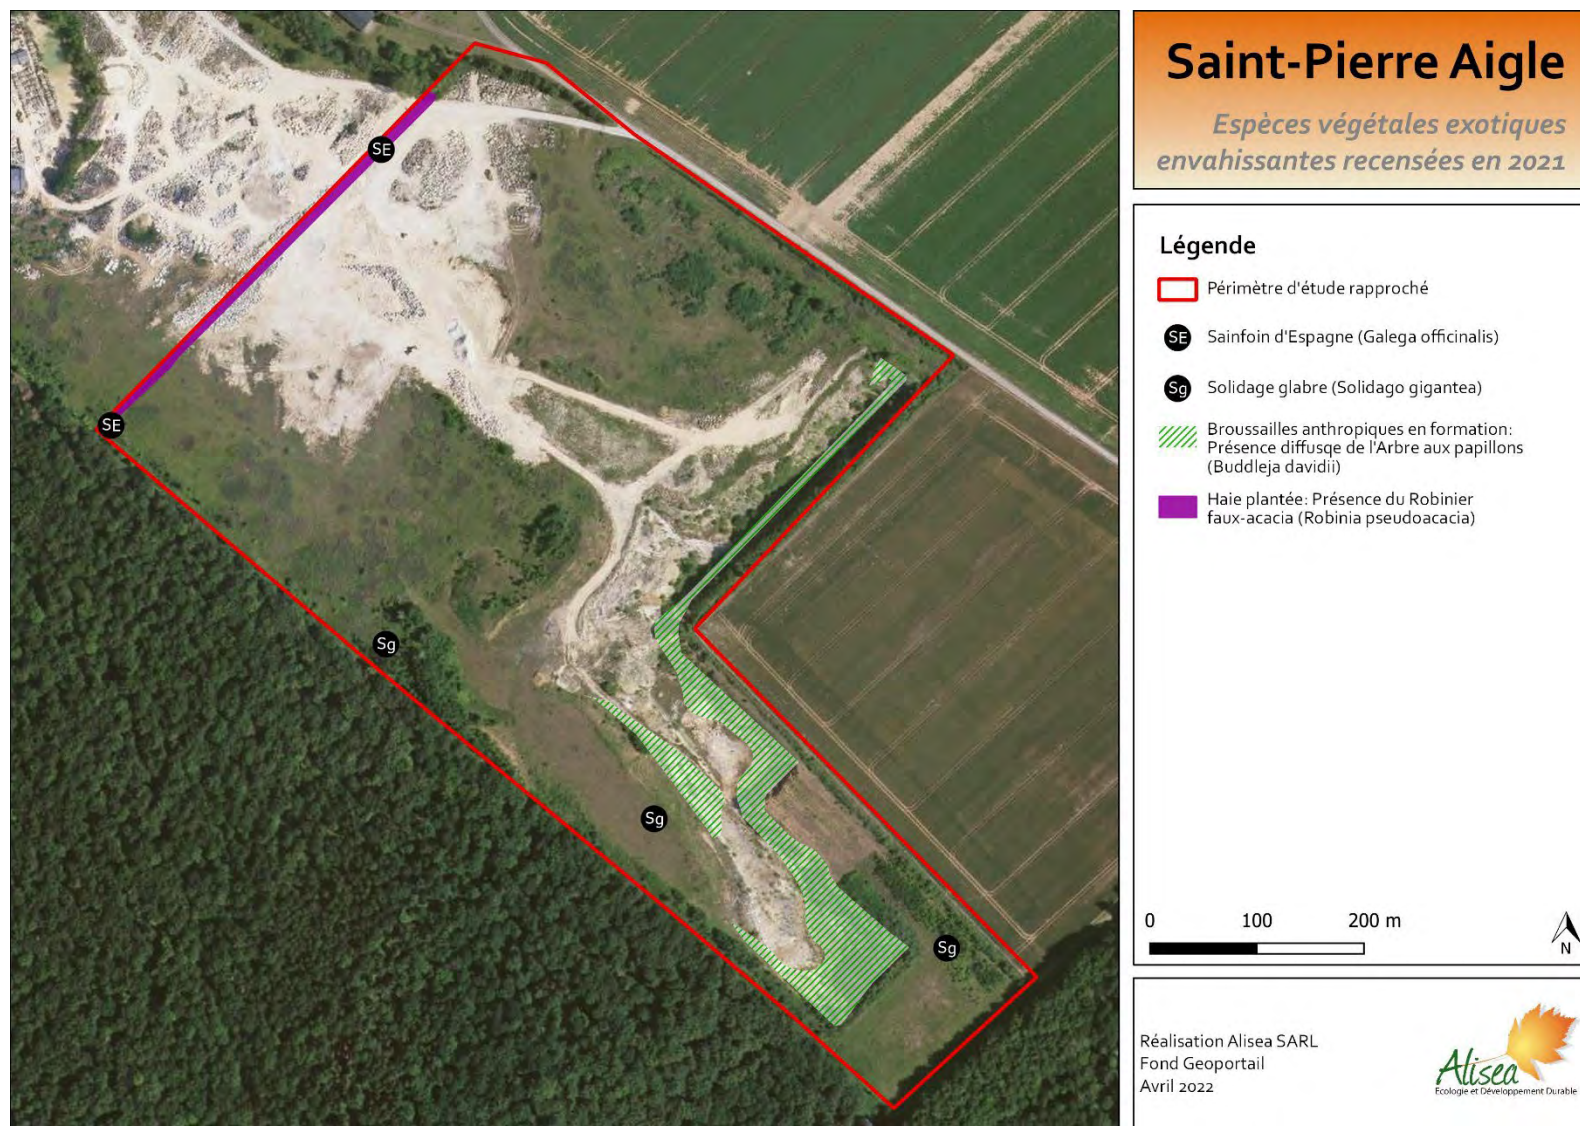 Saint-Pierre Aigle
Espèces végétales exotiques
envahissantes recensées en 2021
Légende
Périmètre d'étude rapproché
SE Sainfoin d'Espagne (Galega officinalis)
Sg Solidage glabre (Solidago gigantea)
Broussailles anthropiques en formation:
Présence diffusqe de l'Arbre aux papillons
(Buddleja davidii)
Haie plantée: Présence du Robinier
faux-acacia (Robinia pseudoacacia)
0 100 200 m
N
Réalisation Alisea SARL
Fond Geoportail
Avril 2022
Alisea
Ecologie et Développement Durable
SE
SE
Sg
Sg
Sg